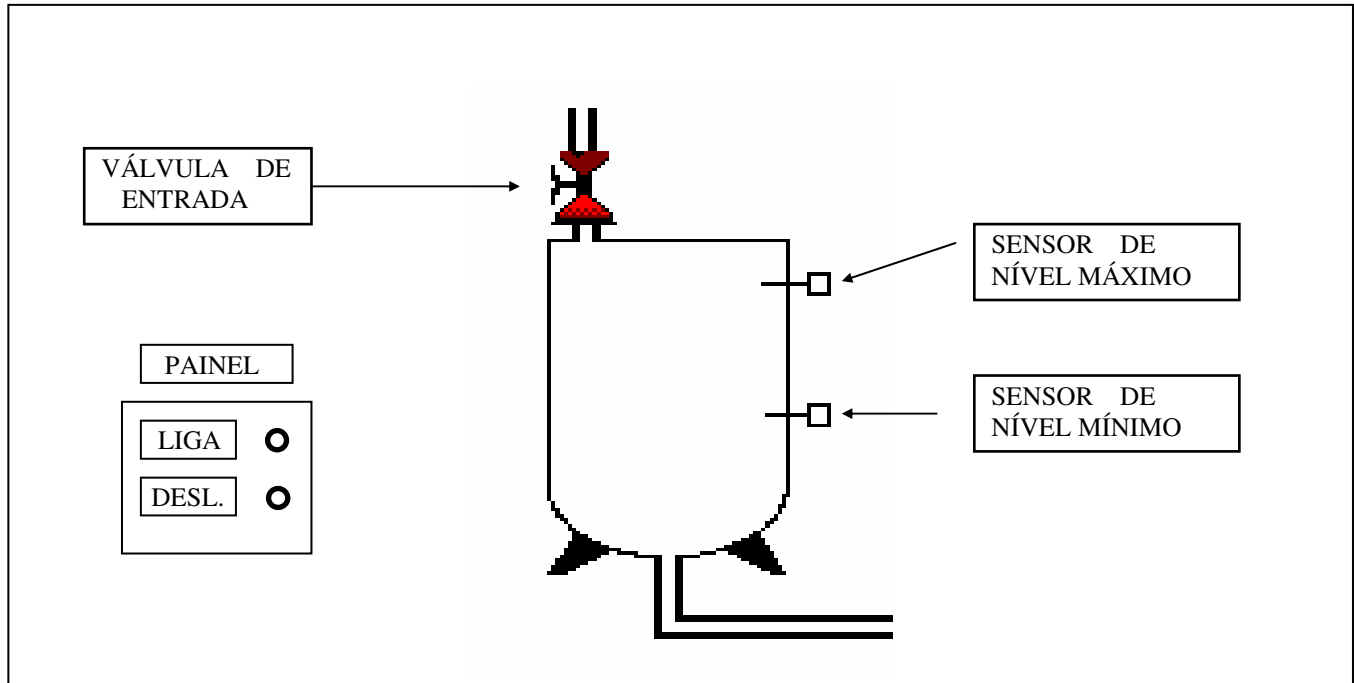 VÁLVULA DE
ENTRADA
SENSOR DE
NÍVEL MÁXIMO
PAINEL
LIGA
DESL.
SENSOR DE
NÍVEL MÍNIMO